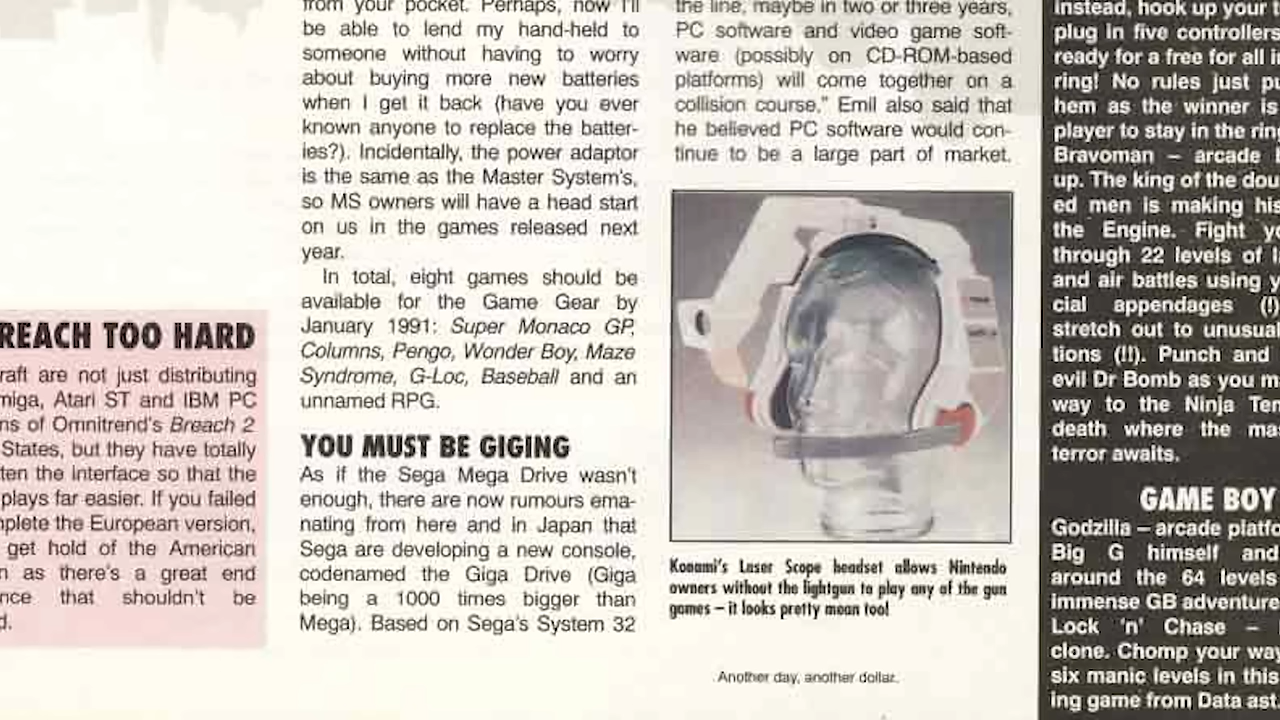 REACH TOO HARD
raft are not just distributing
miga, Atari ST and IBM PC
ns of Omnitrend's Breach 2
States, but they have totally
ten the interface so that the
plays far easier. If you failed
nplete the European version,
get hold of the American
n as there's a great end
nce that shouldn't be
d.
from your pocket. Perhaps, now I'll
be able to lend my hand-held to
someone without having to worry
about buying more new batteries
when I get it back (have you ever
known anyone to replace the batter-
ies?). Incidentally, the power adaptor
is the same as the Master System's,
so MS owners will have a head start
on us in the games released next
year.
In total, eight games should be
available for the Game Gear by
January 1991: Super Monaco GP,
Columns, Pengo, Wonder Boy, Maze
Syndrome, G-Loc, Baseball and an
unnamed RPG.
YOU MUST BE GIGING
As if the Sega Mega Drive wasn't
enough, there are now rumours ema-
nating from here and in Japan that
Sega are developing a new console,
codenamed the Giga Drive (Giga
being a 1000 times bigger than
Mega). Based on Sega's System 32
the line, maybe in two or three years,
PC software and video game soft-
ware (possibly on CD-ROM-based
platforms) will come together on a
collision course." Emil also said that
he believed PC software would con-
tinue to be a large part of market.
Konami's Laser Scope headset allows Nintendo
owners without the lightgun to play any of the gun
games – it looks pretty mean too!
Another day, another dollar.
instead, hook up your t
plug in five controllers
ready for a free for all i
ring! No rules just pu
hem as the winner is
player to stay in the rin
Bravoman – arcade
up. The king of the dou
ed men is making his
the Engine. Fight yo
through 22 levels of l
and air battles using y
cial appendages (!)
stretch out to unusual
tions (!!). Punch and
evil Dr Bomb as you m
way to the Ninja Ten
death where the mas
terror awaits.
GAME BOY
Godzilla – arcade platfo
Big G himself and
around the 64 levels
immense GB adventure
Lock 'n' Chase –
clone. Chomp your way
six manic levels in this
ing game from Data ast.